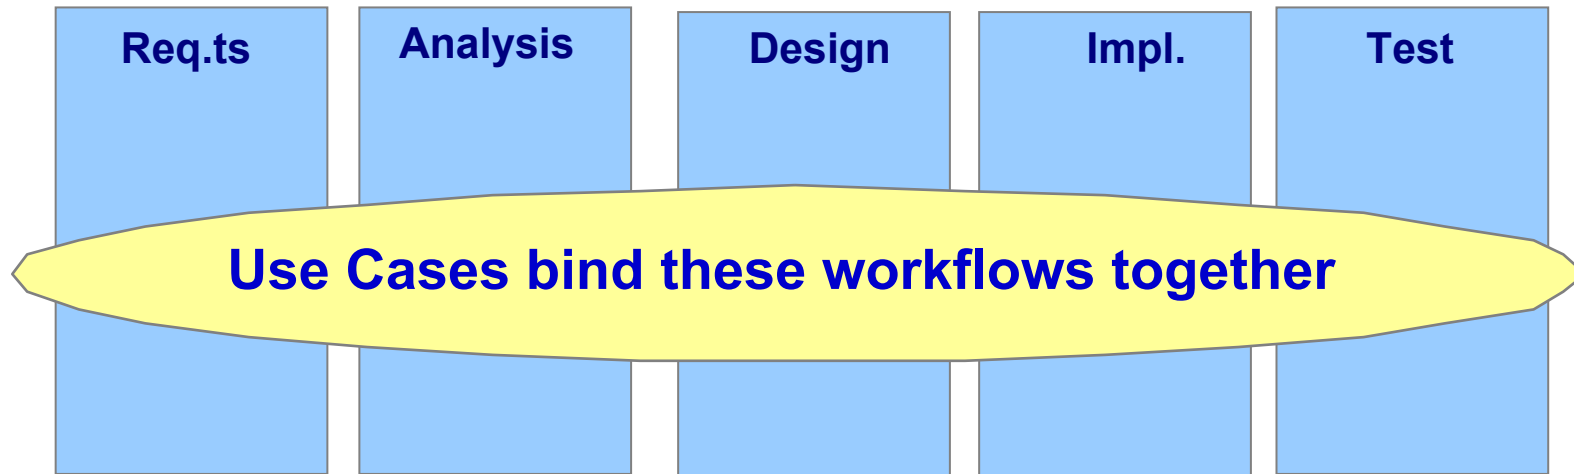 Req.ts
Analysis
Design
Impl.
Test
Use Cases bind these workflows together